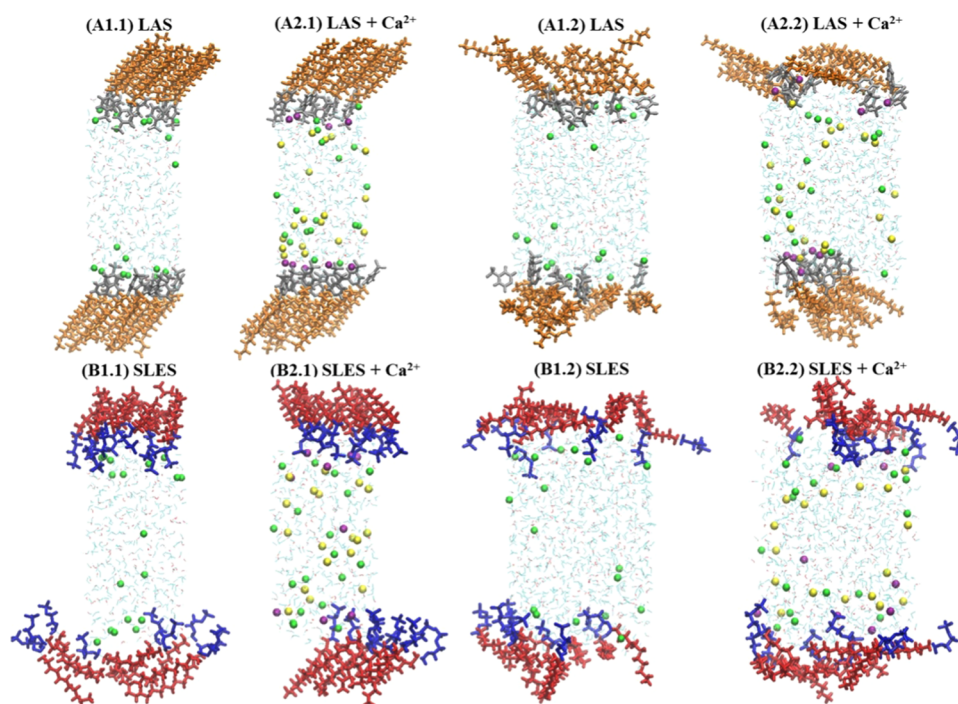 (A1.1) LAS
(A2.1) LAS + Ca²⁺
(A1.2) LAS
(A2.2) LAS + Ca²⁺
(B1.1) SLES
(B2.1) SLES + Ca²⁺
(B1.2) SLES
(B2.2) SLES + Ca²⁺